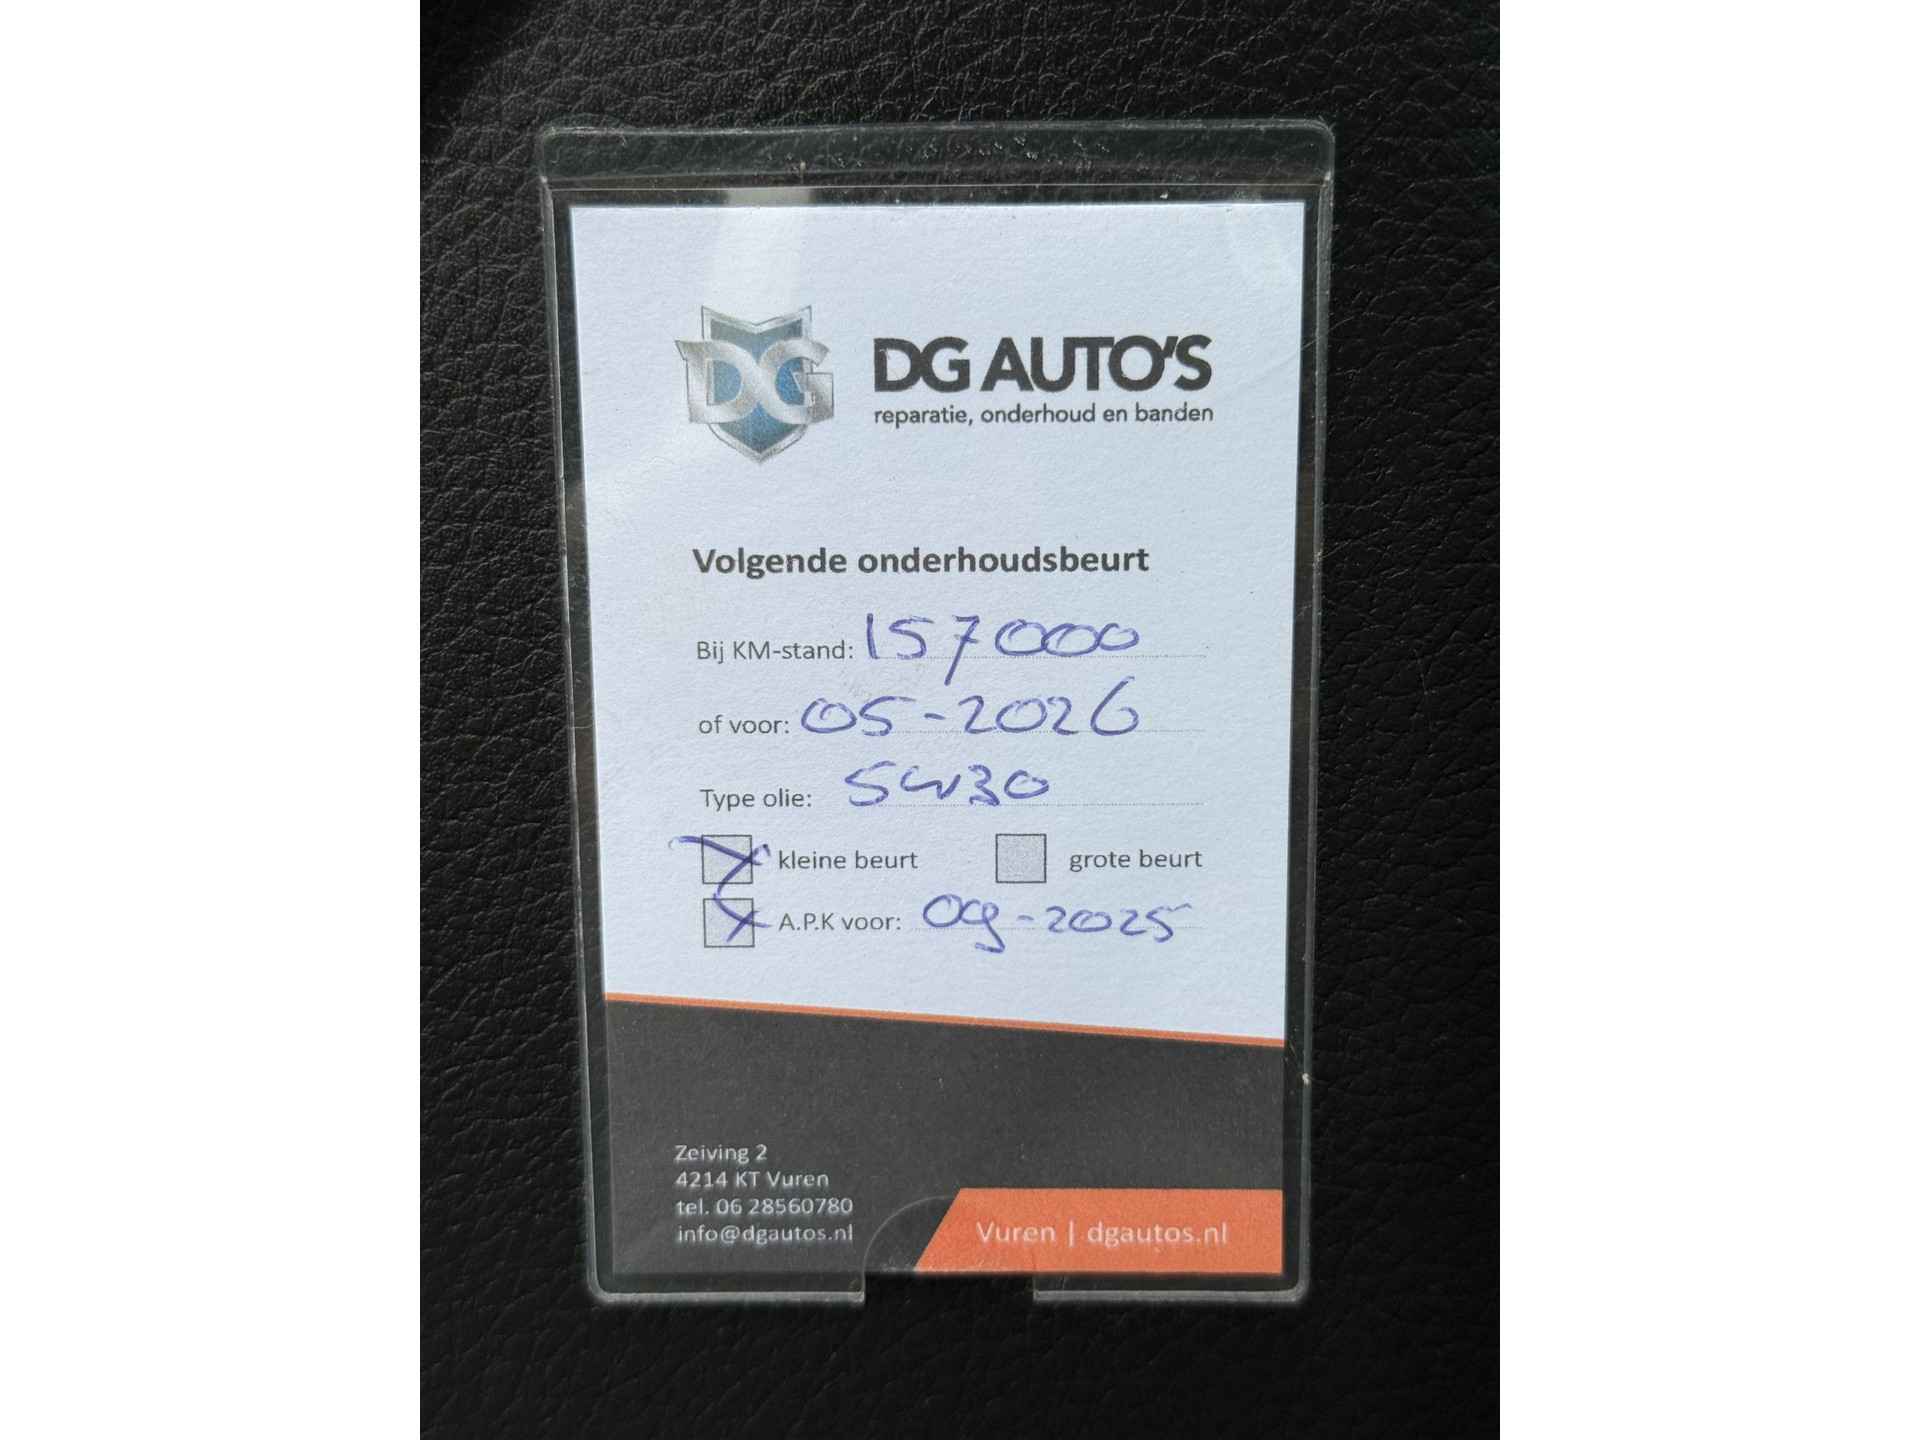 DG
DG AUTO'S
reparatie, onderhoud en banden
Volgende onderhoudsbeurt
Bij KM-stand: 157000
of voor: 05-2026
Type olie: 5w30
kleine beurt grote beurt
A.P.K voor: 09-2025
Zeiving 2
4214 KT Vuren
tel. 06 28560780
info@dgautos.nl
Vuren | dgautos.nl